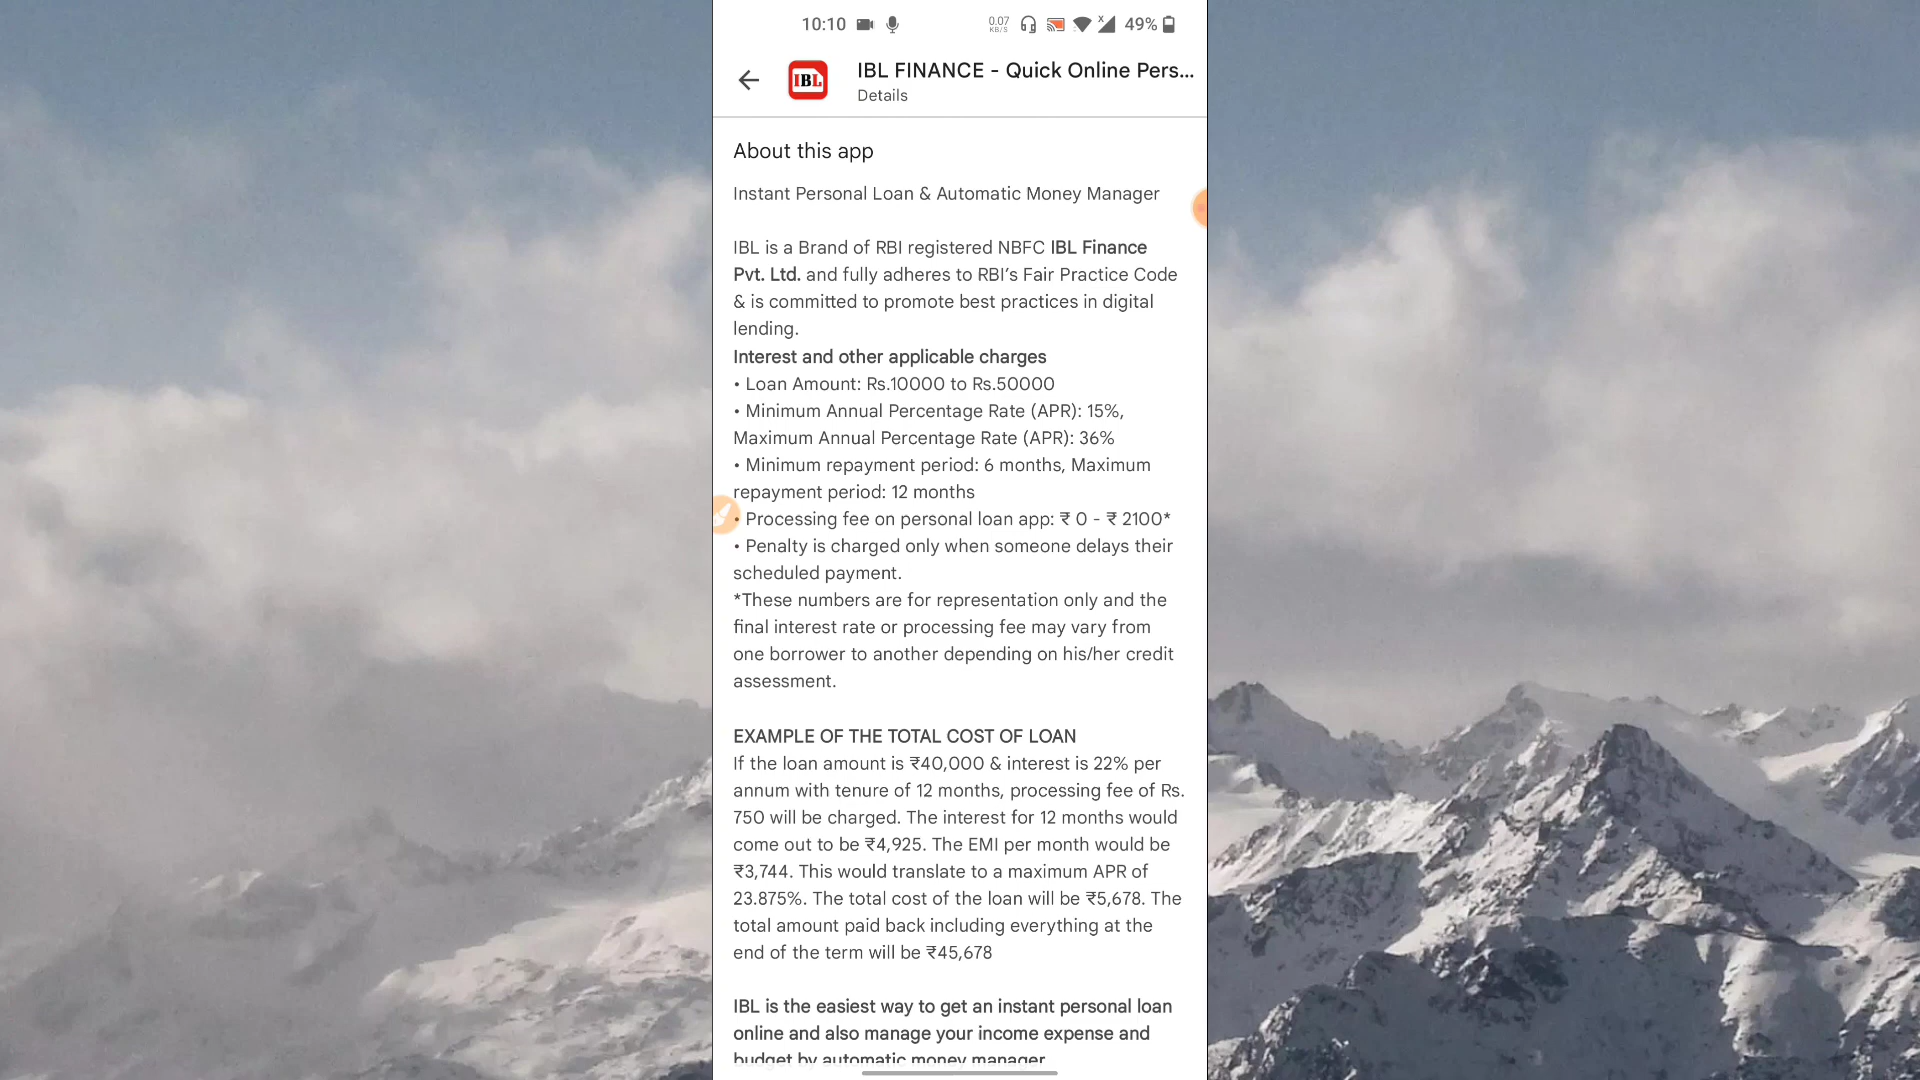 10:10 0.07 KB/S X 49%
IBL IBL FINANCE - Quick Online Pers...
Details
About this app
Instant Personal Loan & Automatic Money Manager
IBL is a Brand of RBI registered NBFC IBL Finance
Pvt. Ltd. and fully adheres to RBI’s Fair Practice Code
& is committed to promote best practices in digital
lending.
Interest and other applicable charges
• Loan Amount: Rs.10000 to Rs.50000
• Minimum Annual Percentage Rate (APR): 15%,
Maximum Annual Percentage Rate (APR): 36%
• Minimum repayment period: 6 months, Maximum
repayment period: 12 months
• Processing fee on personal loan app: ₹ 0 - ₹ 2100*
• Penalty is charged only when someone delays their
scheduled payment.
*These numbers are for representation only and the
final interest rate or processing fee may vary from
one borrower to another depending on his/her credit
assessment.
EXAMPLE OF THE TOTAL COST OF LOAN
If the loan amount is ₹40,000 & interest is 22% per
annum with tenure of 12 months, processing fee of Rs.
750 will be charged. The interest for 12 months would
come out to be ₹4,925. The EMI per month would be
₹3,744. This would translate to a maximum APR of
23.875%. The total cost of the loan will be ₹5,678. The
total amount paid back including everything at the
end of the term will be ₹45,678
IBL is the easiest way to get an instant personal loan
online and also manage your income expense and
budget by automatic money manager.